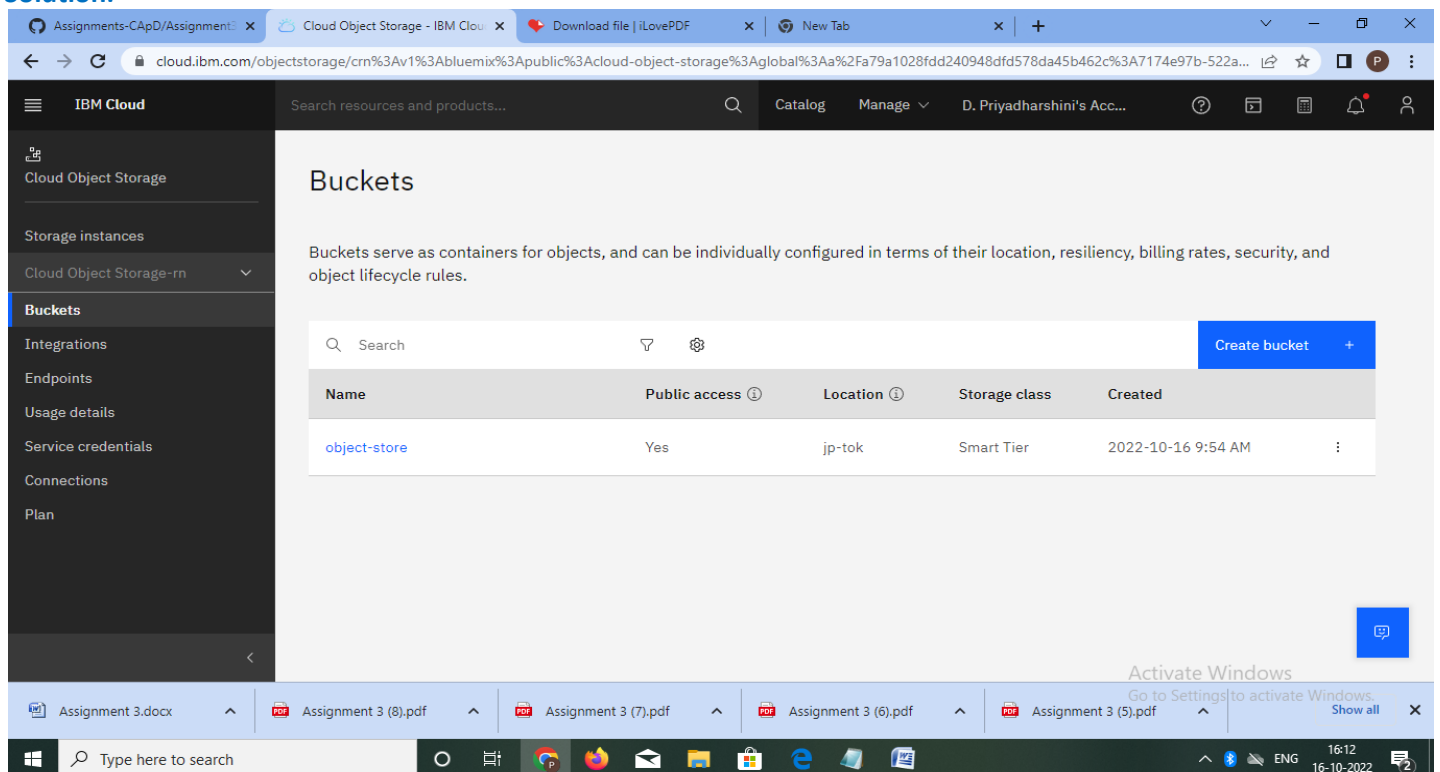 Solution:
Assignments-CApD/Assignment3
Cloud Object Storage - IBM Clou
Download file | iLovePDF
New Tab
cloud.ibm.com/objectstorage/crn%3Av1%3Abluemix%3Apublic%3Acloud-object-storage%3Aglobal%3Aa%2Fa79a1028fdd240948dfd578da45b462c%3A7174e97b-522a...
P
IBM Cloud
Search resources and products...
Catalog
Manage
D. Priyadharshini's Acc...
Cloud Object Storage
Storage instances
Cloud Object Storage-rn
Buckets
Integrations
Endpoints
Usage details
Service credentials
Connections
Plan
Buckets
Buckets serve as containers for objects, and can be individually configured in terms of their location, resiliency, billing rates, security, and
object lifecycle rules.
Search
Create bucket +
Name Public access Location Storage class Created
object-store Yes jp-tok Smart Tier 2022-10-16 9:54 AM
Activate Windows
Go to Settings to activate Windows.
Assignment 3.docx
Assignment 3 (8).pdf
Assignment 3 (7).pdf
Assignment 3 (6).pdf
Assignment 3 (5).pdf
Show all
Type here to search
ENG
16:12
16-10-2022
2